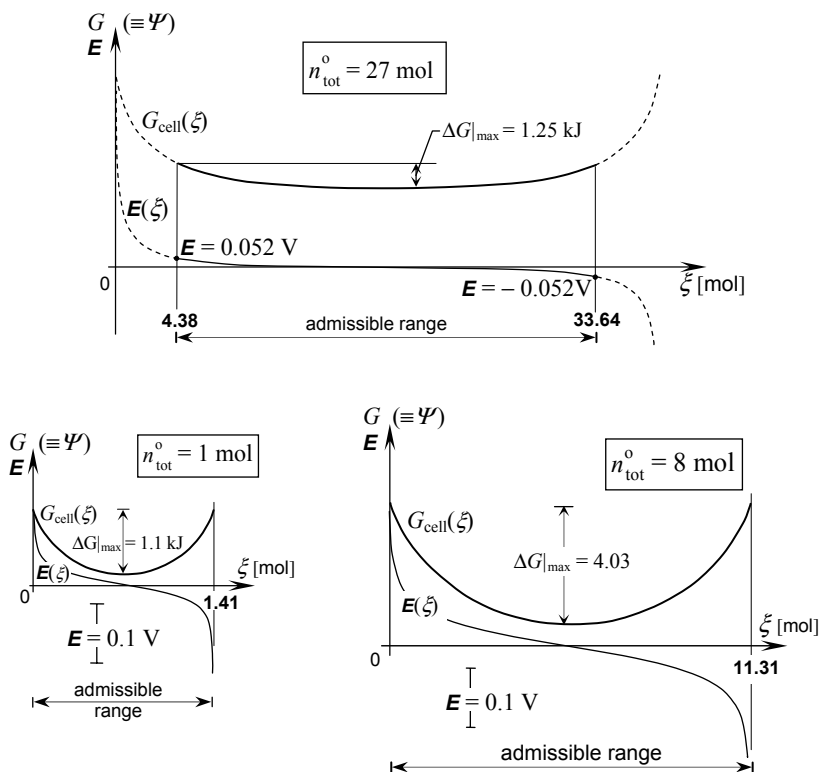 G (≡Ψ)
E
n°tot = 27 mol
Gcell(ξ)
ΔG|max = 1.25 kJ
E(ξ)
E = 0.052 V
0
E = – 0.052V
ξ [mol]
4.38
admissible range
33.64
G (≡Ψ)
E
n°tot = 1 mol
Gcell(ξ)
ΔG|max = 1.1 kJ
E(ξ)
ξ [mol]
0
1.41
E = 0.1 V
admissible
range
G (≡Ψ)
E
n°tot = 8 mol
Gcell(ξ)
ΔG|max = 4.03
E(ξ)
ξ [mol]
0
11.31
E = 0.1 V
admissible range